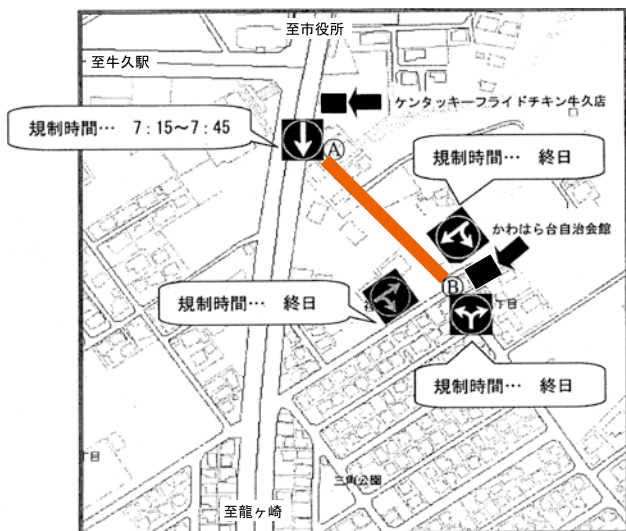 至市役所
至牛久駅
ケンタッキーフライドチキン牛久店
規制時間… 7:15~7:45
Ⓐ
規制時間… 終日
かわはら台自治会館
Ⓑ
規制時間… 終日
丁目
規制時間… 終日
丁目
三角公園
至龍ヶ崎